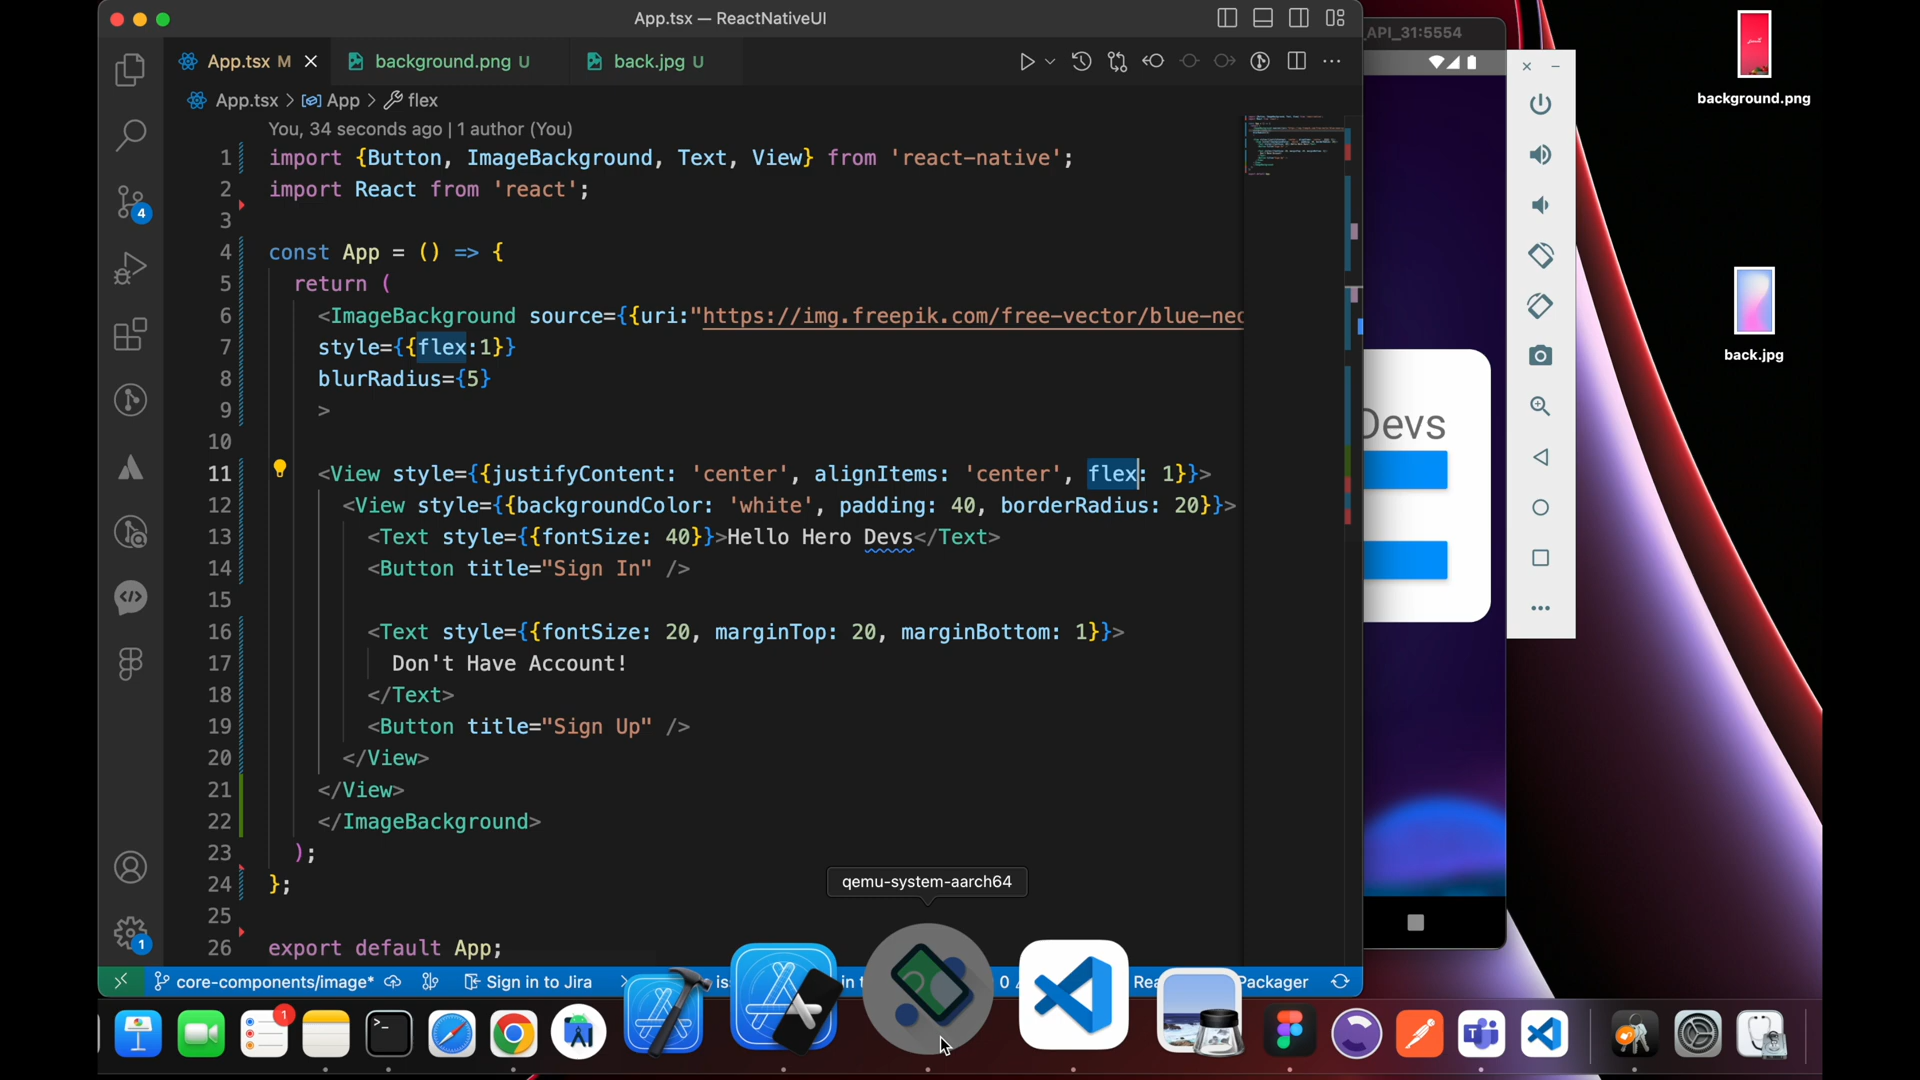 App.tsx — ReactNativeUI
_API_31:5554
App.tsx M
background.png U
back.jpg U
App.tsx > App > flex
You, 34 seconds ago | 1 author (You)
1 import {Button, ImageBackground, Text, View} from 'react-native';
2 import React from 'react';
3
4 const App = () => {
5 return (
6 <ImageBackground source={{uri:"https://img.freepik.com/free-vector/blue-neo
7 style={{flex:1}}
8 blurRadius={5}
9 >
10
11 <View style={{justifyContent: 'center', alignItems: 'center', flex: 1}}>
12 <View style={{backgroundColor: 'white', padding: 40, borderRadius: 20}}>
13 <Text style={{fontSize: 40}}>Hello Hero Devs</Text>
14 <Button title="Sign In" />
15
16 <Text style={{fontSize: 20, marginTop: 20, marginBottom: 1}}>
17 Don't Have Account!
18 </Text>
19 <Button title="Sign Up" />
20 </View>
21 </View>
22 </ImageBackground>
23 );
24 };
25
26 export default App;
4
1
Devs
background.png
back.jpg
qemu-system-aarch64
core-components/image*
Sign in to Jira
Packager
1